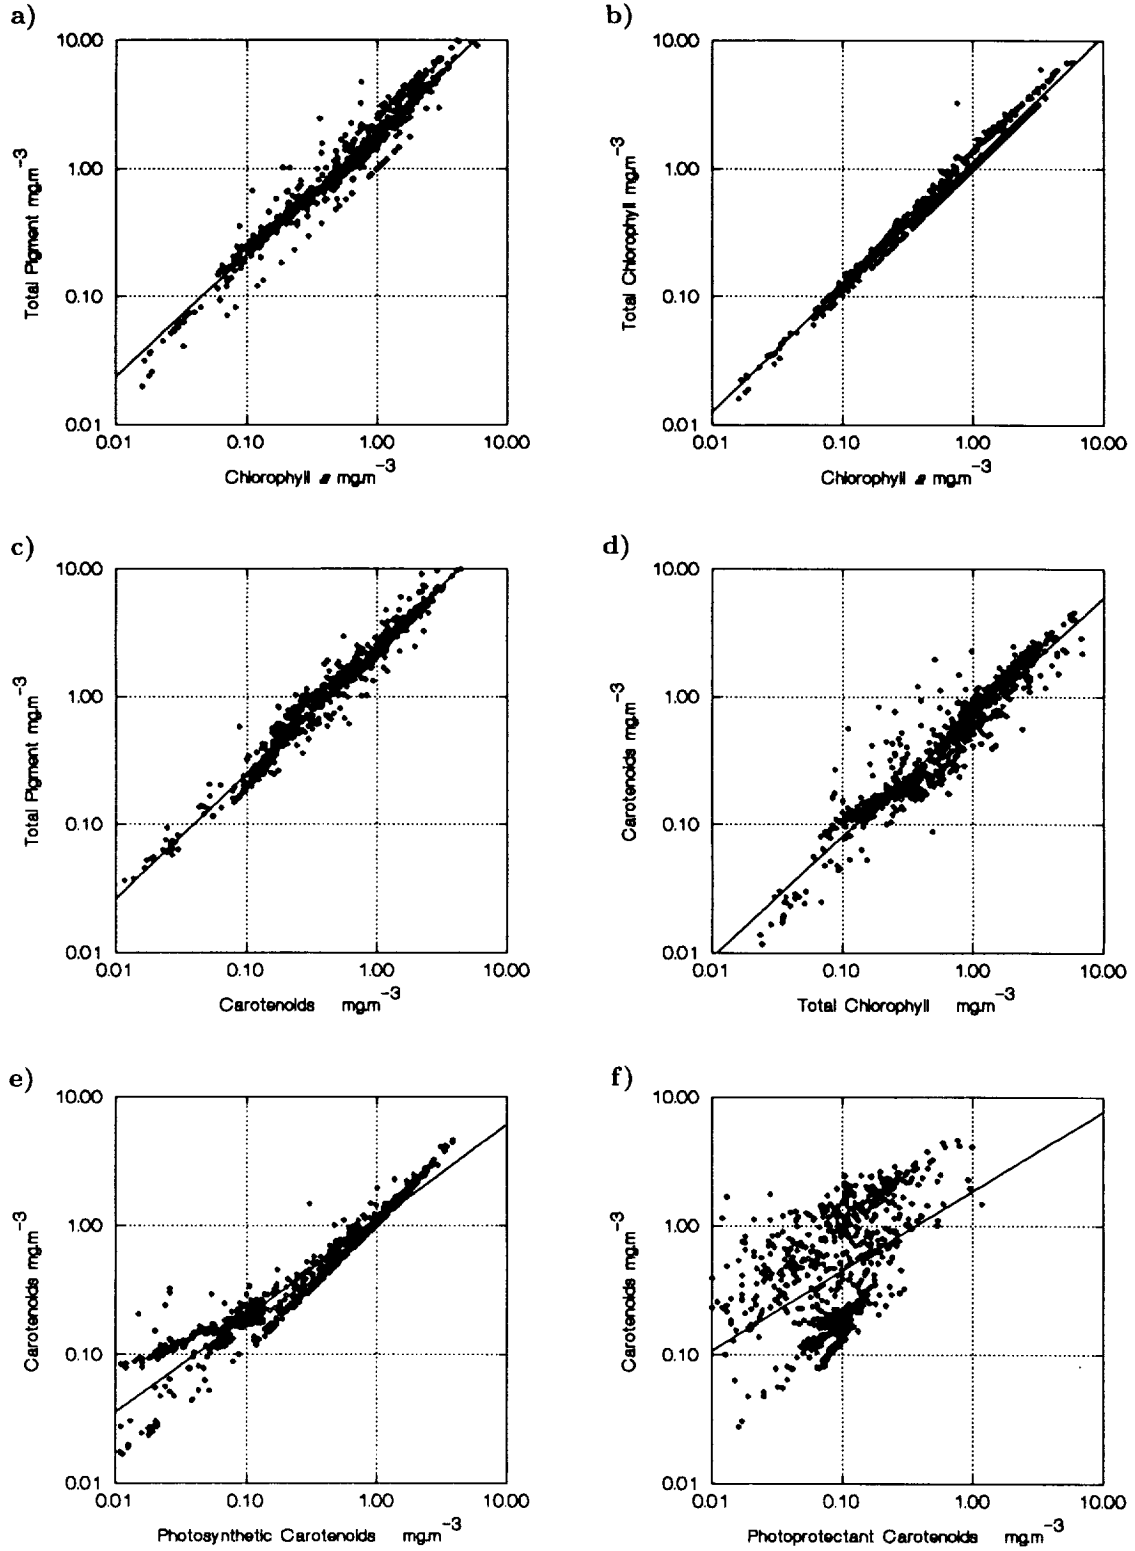 a)
10.00
1.00
0.10
0.01
0.01 0.10 1.00 10.00
Total Pigment mg.m-3
Chlorophyll a mg.m-3
b)
10.00
1.00
0.10
0.01
0.01 0.10 1.00 10.00
Total Chlorophyll mg.m-3
Chlorophyll a mg.m-3
c)
10.00
1.00
0.10
0.01
0.01 0.10 1.00 10.00
Total Pigment mg.m-3
Carotenoids mg.m-3
d)
10.00
1.00
0.10
0.01
0.01 0.10 1.00 10.00
Carotenoids mg.m-3
Total Chlorophyll mg.m-3
e)
10.00
1.00
0.10
0.01
0.01 0.10 1.00 10.00
Carotenoids mg.m-3
Photosynthetic Carotenoids mg.m-3
f)
10.00
1.00
0.10
0.01
0.01 0.10 1.00 10.00
Carotenoids mg.m-3
Photoprotectant Carotenoids mg.m-3